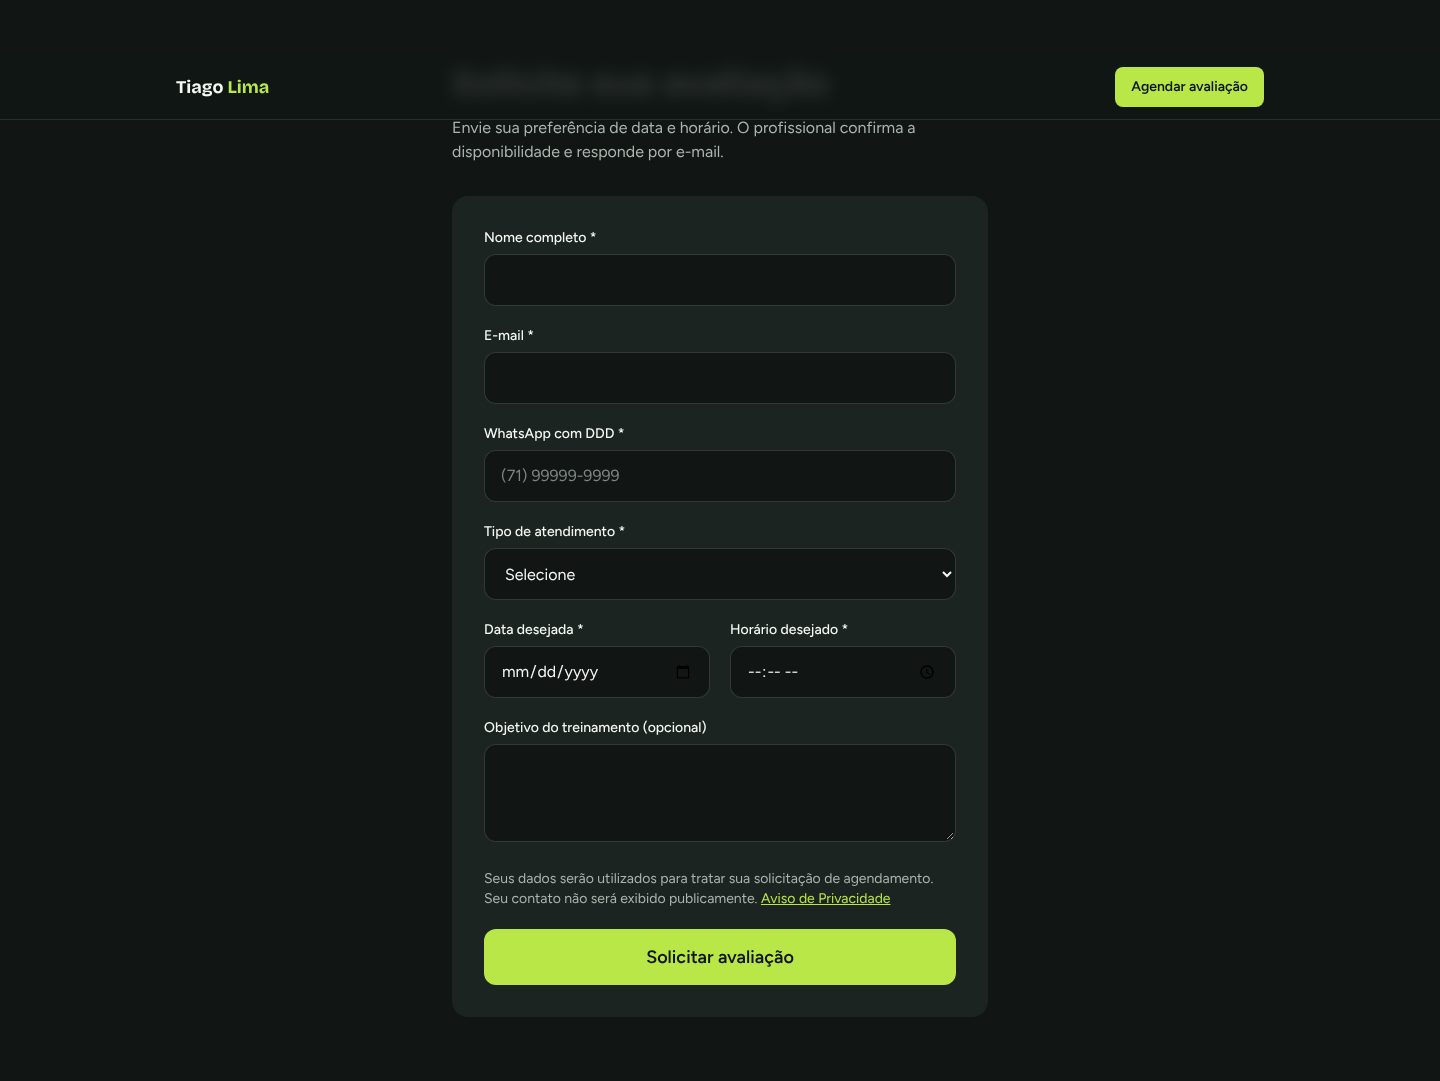 Tiago Lima
Agendar avaliação
Envie sua preferência de data e horário. O profissional confirma a
disponibilidade e responde por e-mail.
Nome completo *
E-mail *
WhatsApp com DDD *
(71) 99999-9999
Tipo de atendimento *
Selecione
Data desejada *
Horário desejado *
mm/dd/yyyy
--:-- --
Objetivo do treinamento (opcional)
Seus dados serão utilizados para tratar sua solicitação de agendamento.
Seu contato não será exibido publicamente. Aviso de Privacidade
Solicitar avaliação